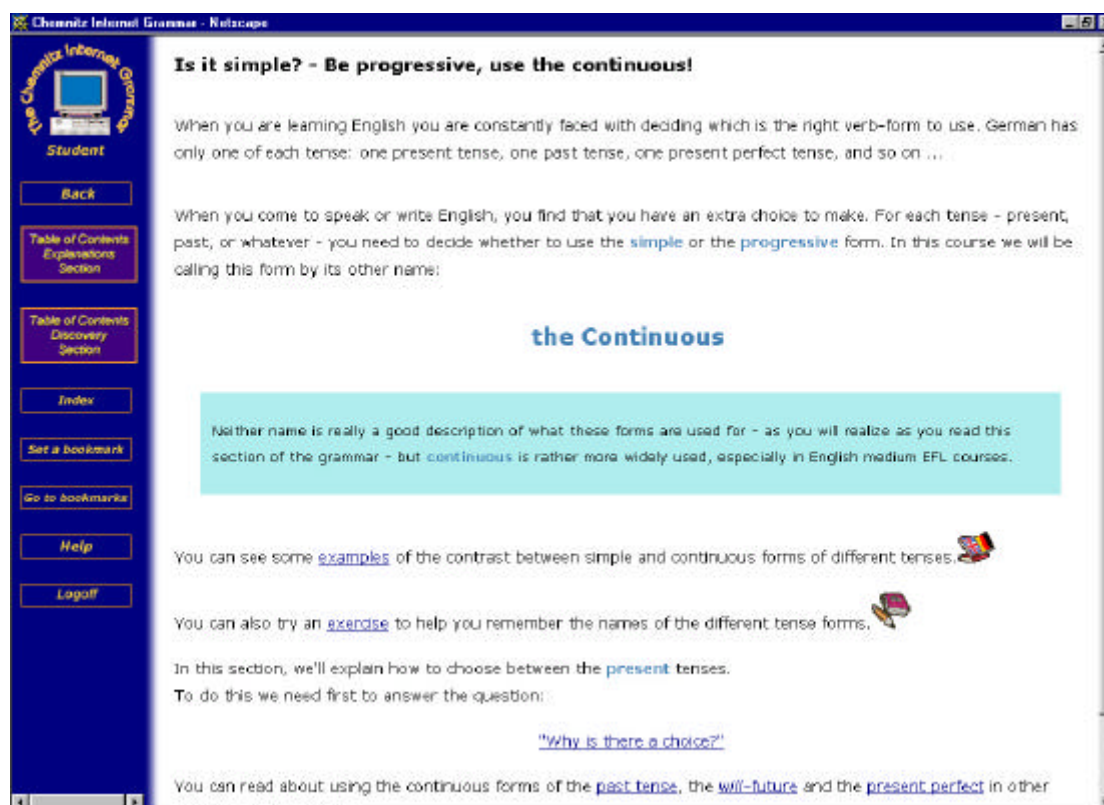 Chemnitz Internet Grammar - Netscape
The Chemnitz Internet Grammar
Student
Back
Table of Contents
Explanations
Section
Table of Contents
Discovery
Section
Index
Set a bookmark
Go to bookmarks
Help
Logoff
Is it simple? - Be progressive, use the continuous!
When you are learning English you are constantly faced with deciding which is the right verb-form to use. German has
only one of each tense: one present tense, one past tense, one present perfect tense, and so on ...
When you come to speak or write English, you find that you have an extra choice to make. For each tense - present,
past, or whatever - you need to decide whether to use the simple or the progressive form. In this course we will be
calling this form by its other name:
the Continuous
Neither name is really a good description of what these forms are used for - as you will realize as you read this
section of the grammar - but continuous is rather more widely used, especially in English medium EFL courses.
You can see some examples of the contrast between simple and continuous forms of different tenses.
You can also try an exercise to help you remember the names of the different tense forms.
In this section, we'll explain how to choose between the present tenses.
To do this we need first to answer the question:
"Why is there a choice?"
You can read about using the continuous forms of the past tense, the will-future and the present perfect in other